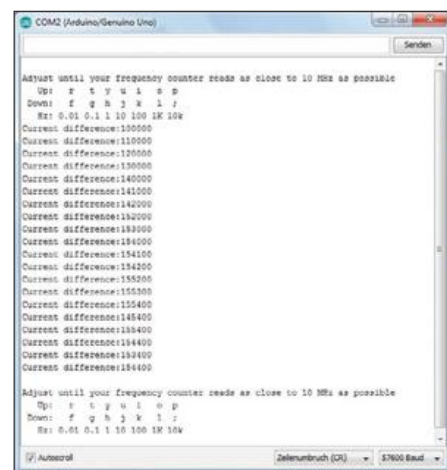 COM2 (Arduino/Genuino Uno)
Senden
Adjust until your frequency counter reads as close to 10 MHz as possible
Up: r t y u i o p
Down: f g h j k l ;
Hz: 0.01 0.1 1 10 100 1K 10k
Current difference:100000
Current difference:110000
Current difference:120000
Current difference:130000
Current difference:140000
Current difference:141000
Current difference:142000
Current difference:152000
Current difference:153000
Current difference:154000
Current difference:154100
Current difference:154200
Current difference:155200
Current difference:155300
Current difference:155400
Current difference:145400
Current difference:155400
Current difference:154400
Current difference:153400
Current difference:154400
Adjust until your frequency counter reads as close to 10 MHz as possible
Up: r t y u i o p
Down: f g h j k l ;
Hz: 0.01 0.1 1 10 100 1K 10k
Autoscroll
Zeilenumbruch (CR)
57600 Baud